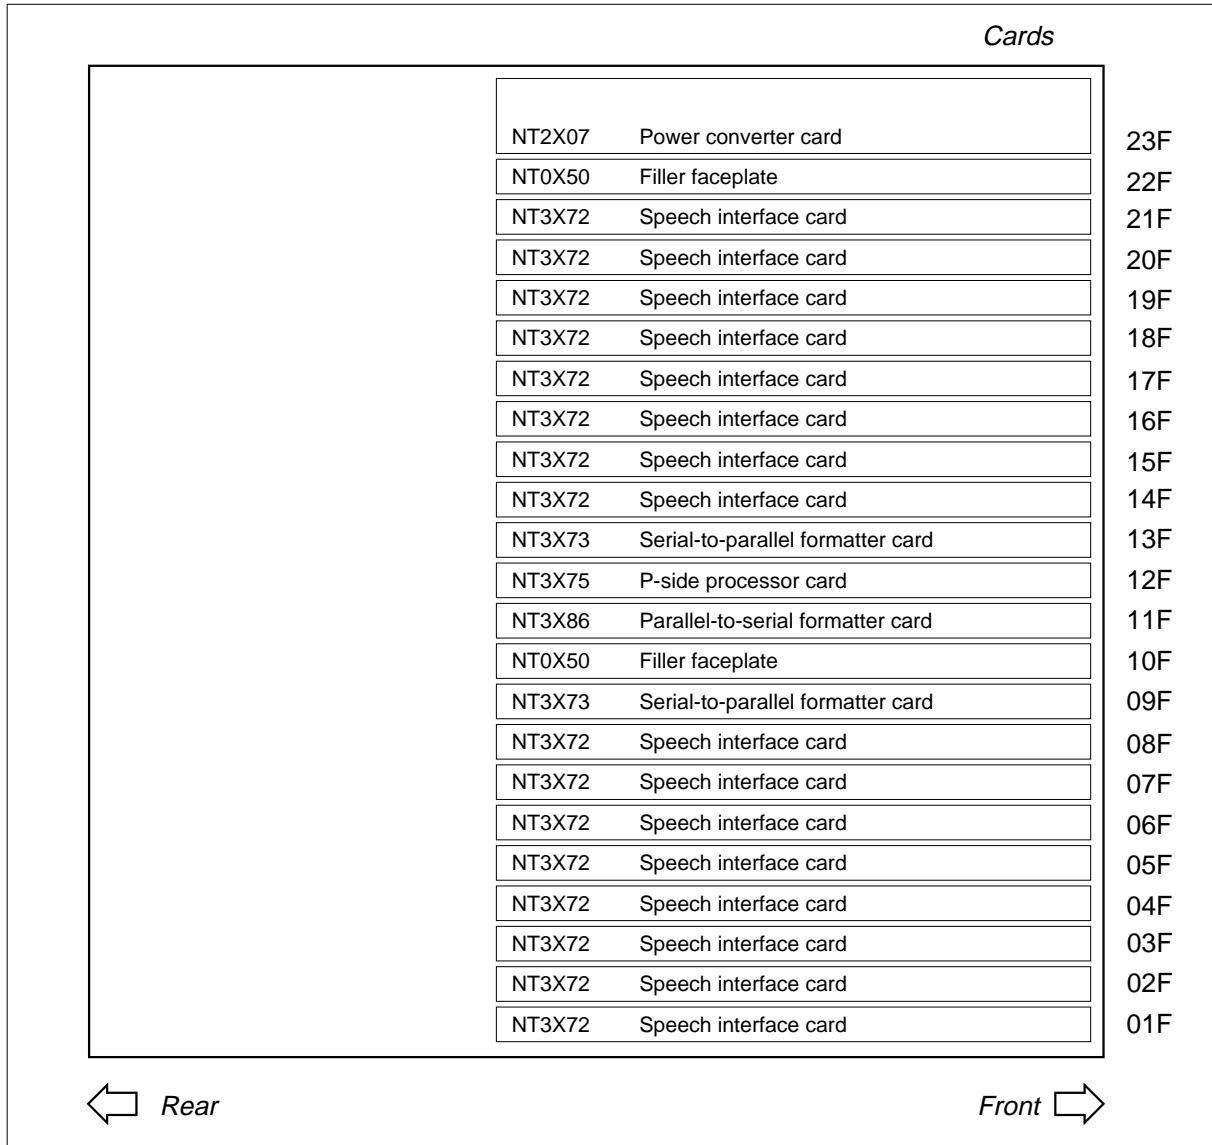 Cards
NT2X07 Power converter card 23F
NT0X50 Filler faceplate 22F
NT3X72 Speech interface card 21F
NT3X72 Speech interface card 20F
NT3X72 Speech interface card 19F
NT3X72 Speech interface card 18F
NT3X72 Speech interface card 17F
NT3X72 Speech interface card 16F
NT3X72 Speech interface card 15F
NT3X72 Speech interface card 14F
NT3X73 Serial-to-parallel formatter card 13F
NT3X75 P-side processor card 12F
NT3X86 Parallel-to-serial formatter card 11F
NT0X50 Filler faceplate 10F
NT3X73 Serial-to-parallel formatter card 09F
NT3X72 Speech interface card 08F
NT3X72 Speech interface card 07F
NT3X72 Speech interface card 06F
NT3X72 Speech interface card 05F
NT3X72 Speech interface card 04F
NT3X72 Speech interface card 03F
NT3X72 Speech interface card 02F
NT3X72 Speech interface card 01F
Rear Front